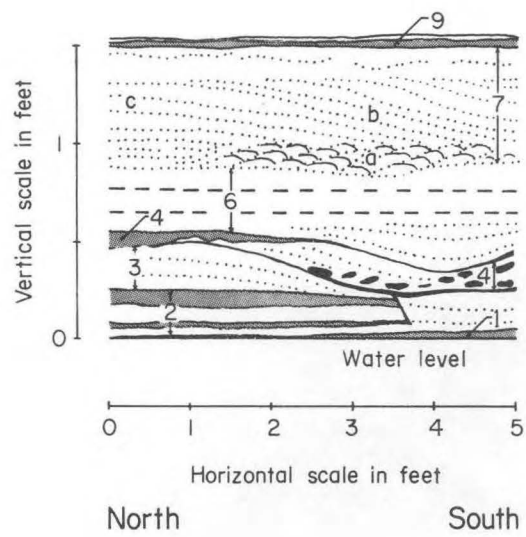 9
c
b
7
1
a
6
4
3
4
2
1
0
Vertical scale in feet
Water level
0 1 2 3 4 5
Horizontal scale in feet
North South